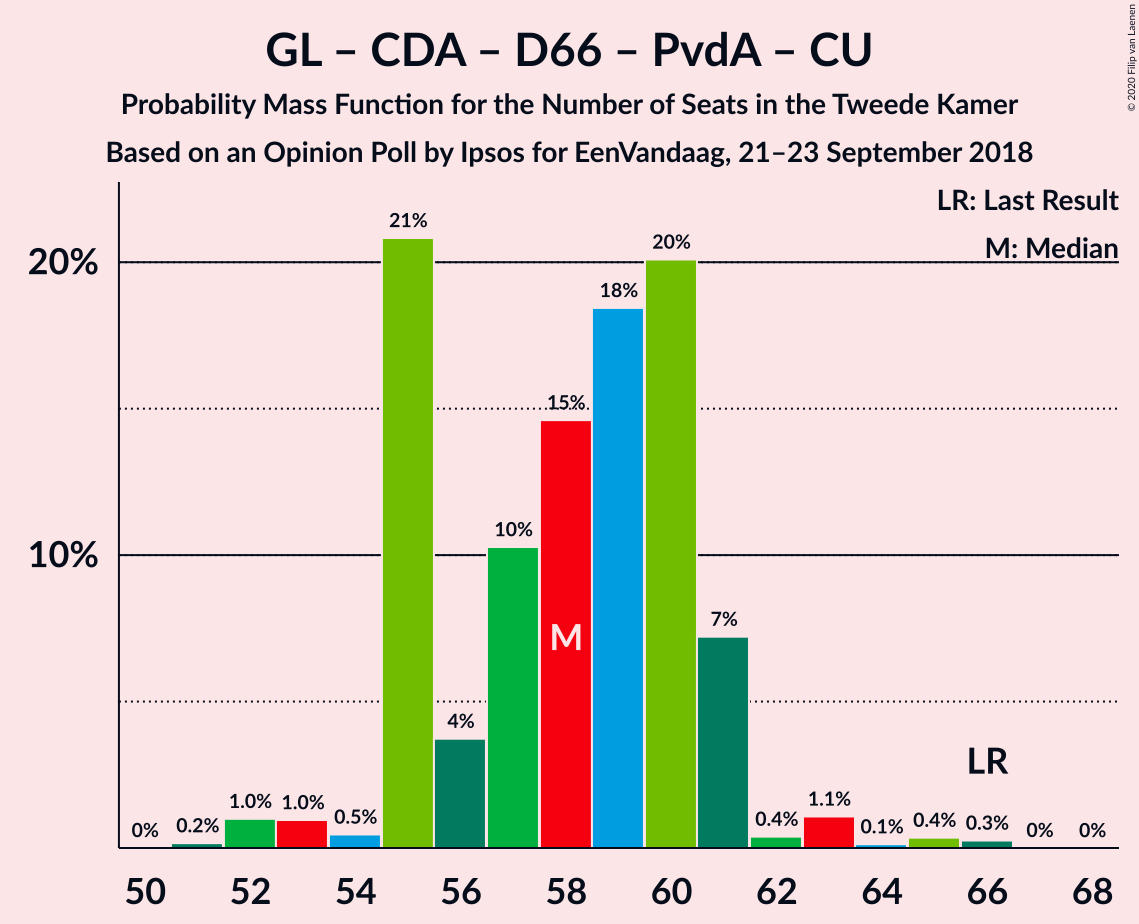 GL – CDA – D66 – PvdA – CU
Probability Mass Function for the Number of Seats in the Tweede Kamer
Based on an Opinion Poll by Ipsos for EenVandaag, 21–23 September 2018
© 2020 Filip van Laenen
LR: Last Result
M: Median
20%
10%
0%
0.2%
1.0%
1.0%
0.5%
21%
4%
10%
15%
18%
20%
7%
0.4%
1.1%
0.1%
0.4%
0.3%
0%
0%
M
LR
50 52 54 56 58 60 62 64 66 68